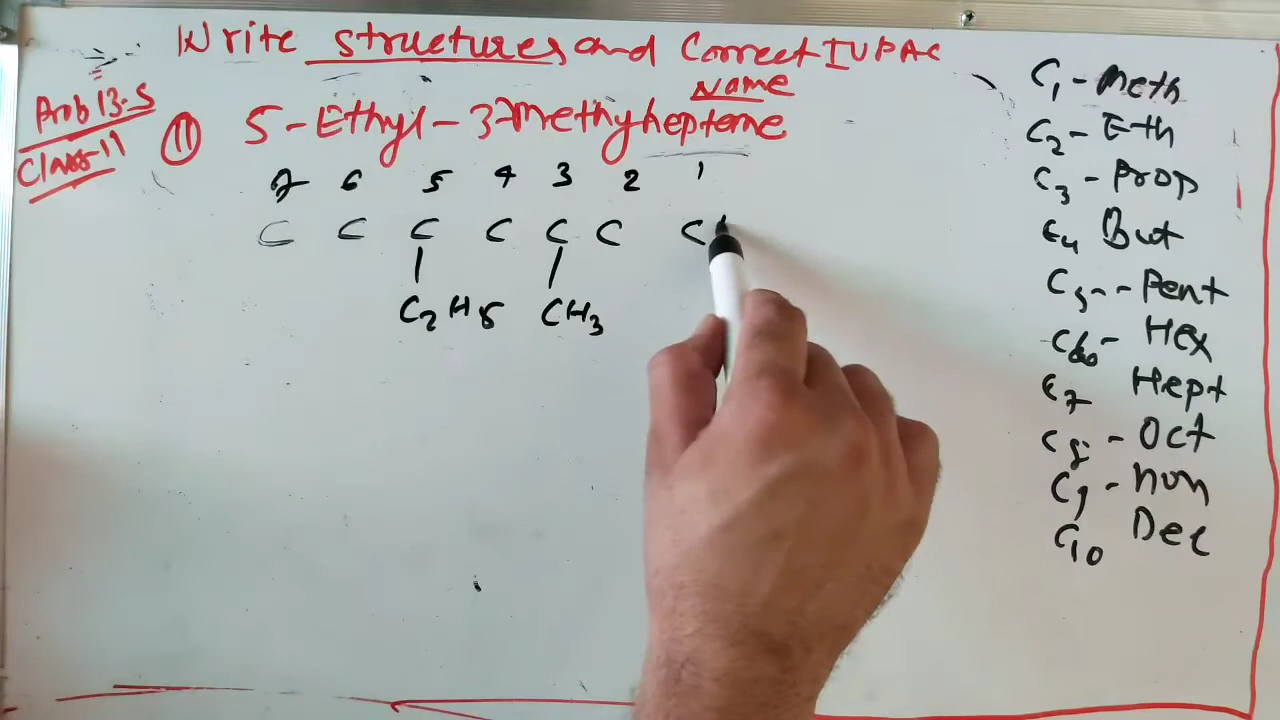 Write structures and Correct IUPAC
Name
Prob 13.5
Class-11
11 5-Ethyl-3-Methylheptane
7 6 5 4 3 2 1
C C C C C C C
C2H5 CH3
C1 - Meth
C2 - Eth
C3 - Prop
C4 But
C5-- Pent
C6 - Hex
C7 Hept
C8 - Oct
C9 - Non
C10 Dec